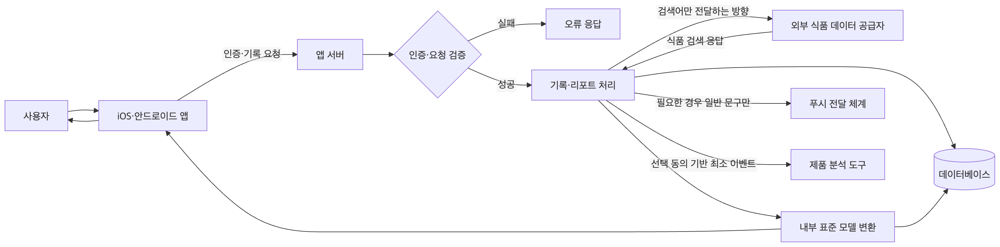 사용자
iOS·안드로이드 앱
인증·기록 요청
앱 서버
인증·요청 검증
실패
오류 응답
성공
기록·리포트 처리
검색어만 전달하는 방향
외부 식품 데이터 공급자
식품 검색 응답
필요한 경우 일반 문구만
푸시 전달 체계
선택 동의 기반 최소 이벤트
제품 분석 도구
데이터베이스
내부 표준 모델 변환